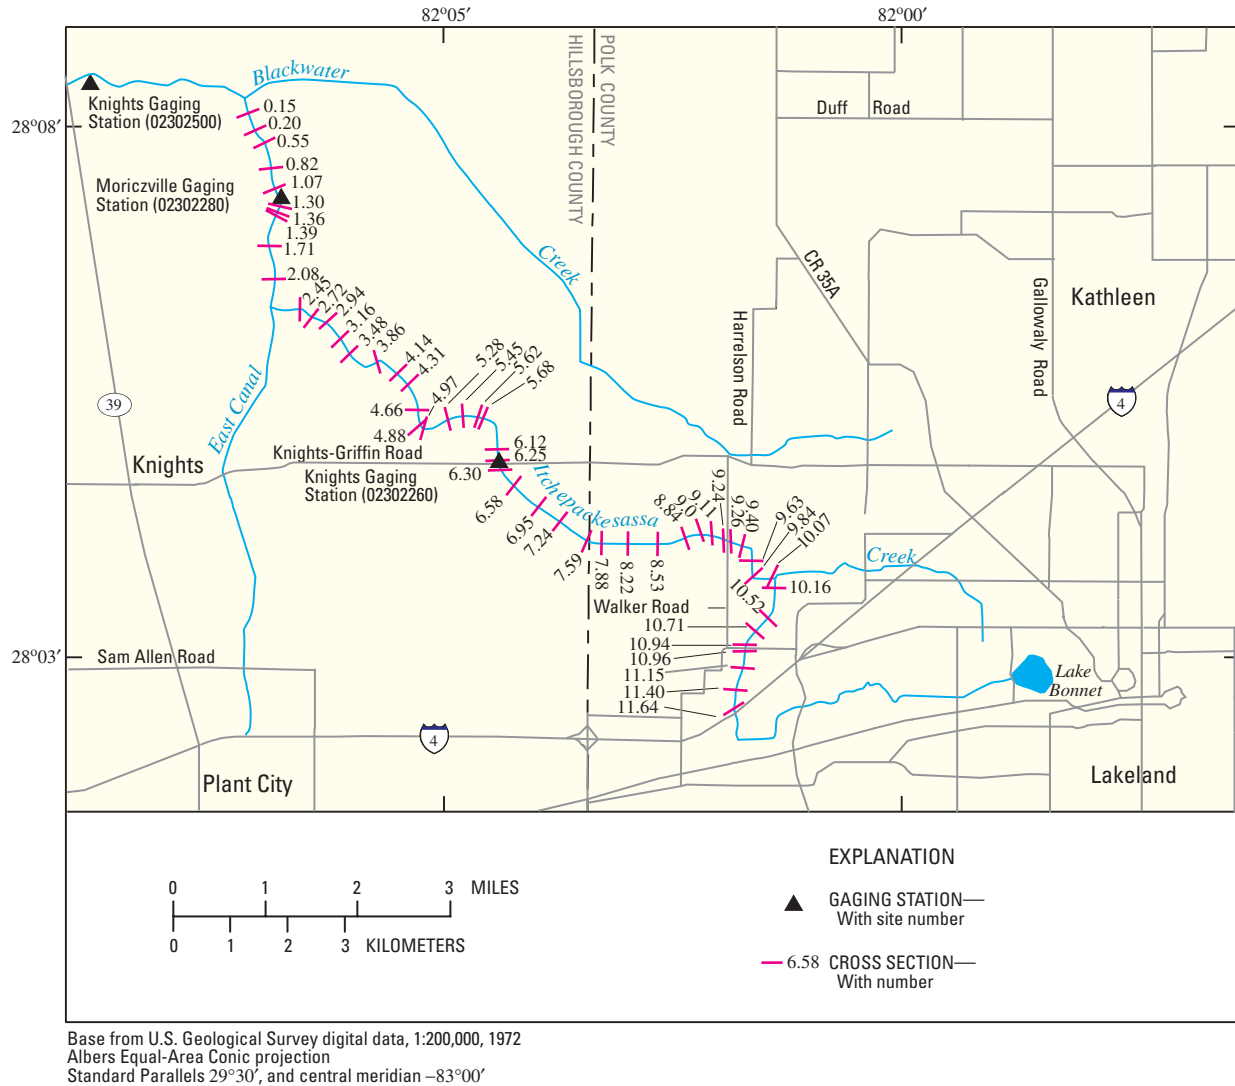 82°05′
82°00′
28°08′
28°03′
Blackwater
Creek
POLK COUNTY
HILLSBOROUGH COUNTY
Knights Gaging
Station (02302500)
Moriczville Gaging
Station (02302280)
0.15
0.20
0.55
0.82
1.07
1.30
1.36
1.39
1.71
2.08
2.45
2.72
2.94
3.16
3.48
3.86
4.14
4.31
4.66
4.88
4.97
5.28
5.45
5.62
5.68
6.12
6.25
6.30
6.58
6.95
7.24
7.59
7.88
8.22
8.53
8.84
9.0
9.11
9.24
9.26
9.40
9.63
9.84
10.07
10.16
10.52
10.71
10.94
10.96
11.15
11.40
11.64
Duff Road
CR 35A
Harrelson Road
Gallowaly Road
Kathleen
4
39
East Canal
Knights
Knights-Griffin Road
Knights Gaging
Station (02302260)
Itchepackesassa
Creek
Walker Road
Sam Allen Road
Lake
Bonnet
4
Plant City
Lakeland
0 1 2 3 MILES
0 1 2 3 KILOMETERS
EXPLANATION
GAGING STATION—
With site number
6.58 CROSS SECTION—
With number
Base from U.S. Geological Survey digital data, 1:200,000, 1972
Albers Equal-Area Conic projection
Standard Parallels 29°30′, and central meridian –83°00′